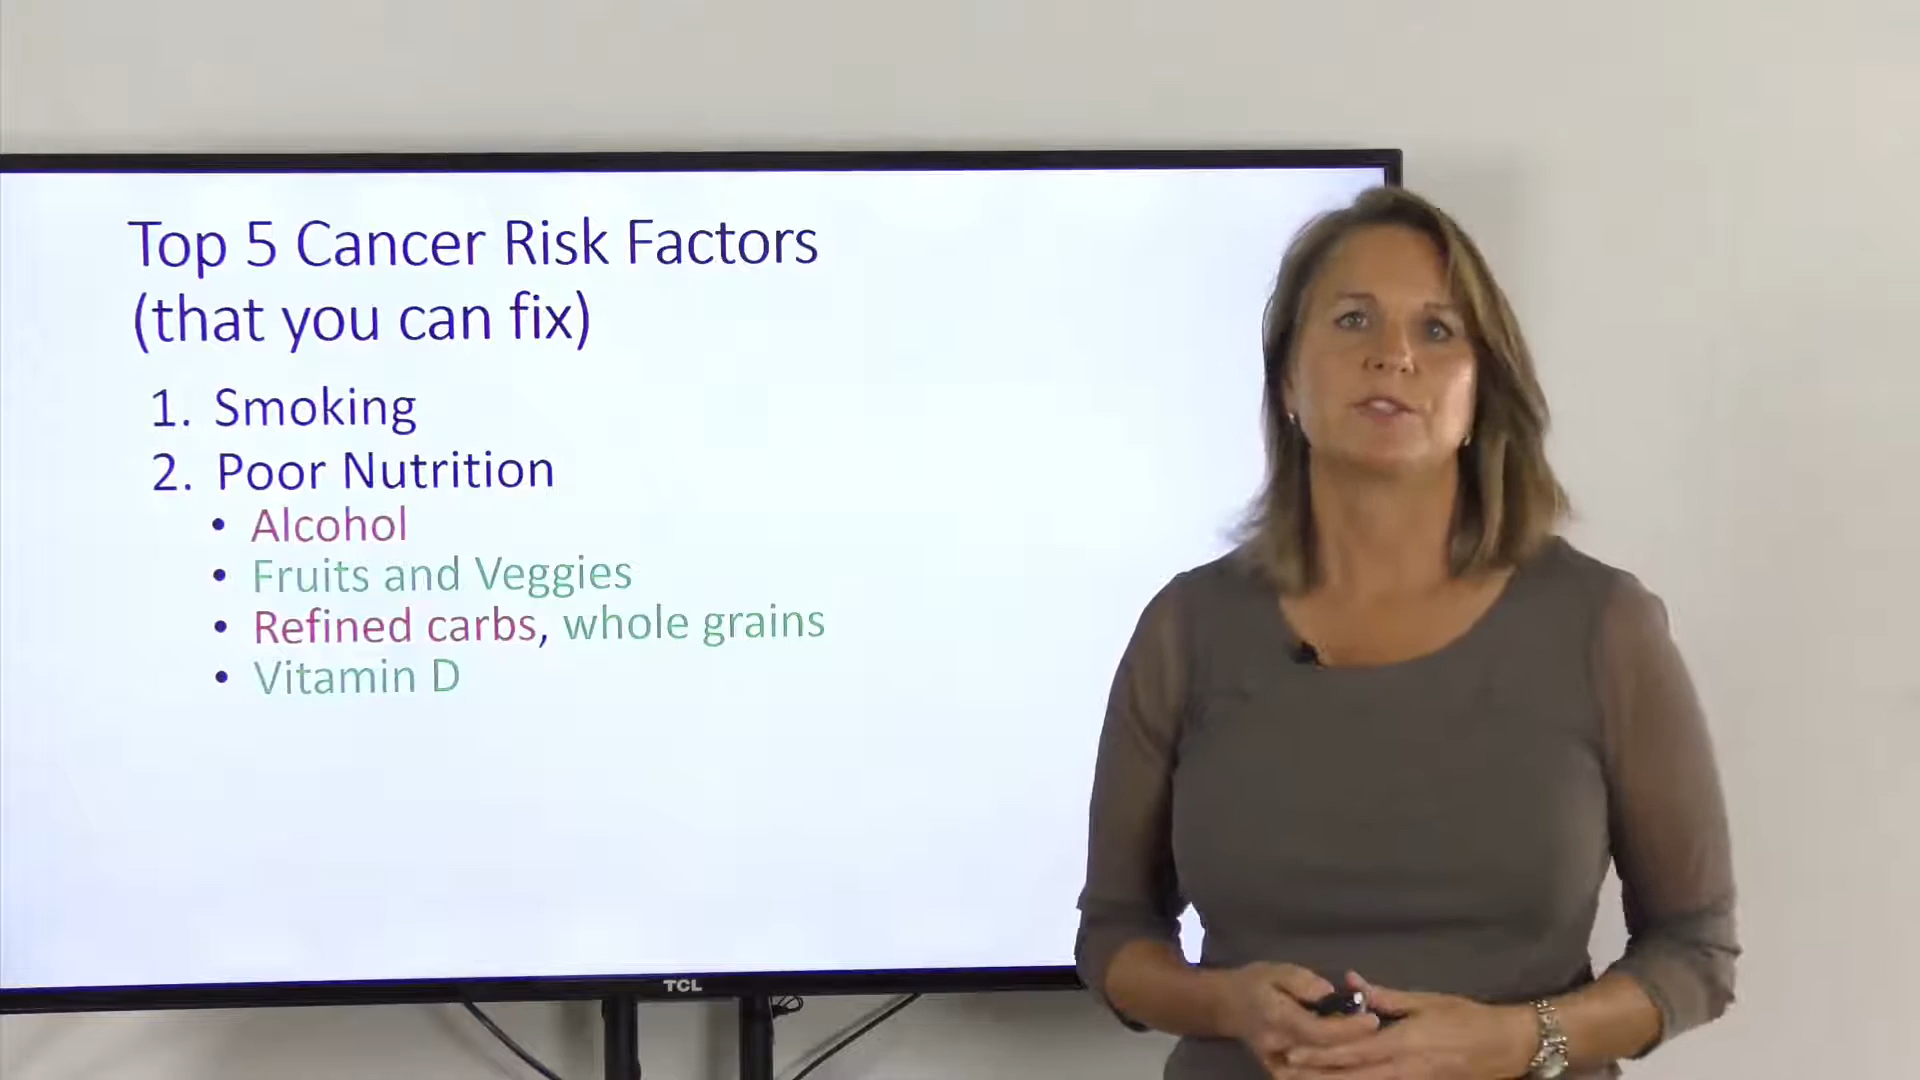 Top 5 Cancer Risk Factors
(that you can fix)
1. Smoking
2. Poor Nutrition
• Alcohol
• Fruits and Veggies
• Refined carbs, whole grains
• Vitamin D
TCL